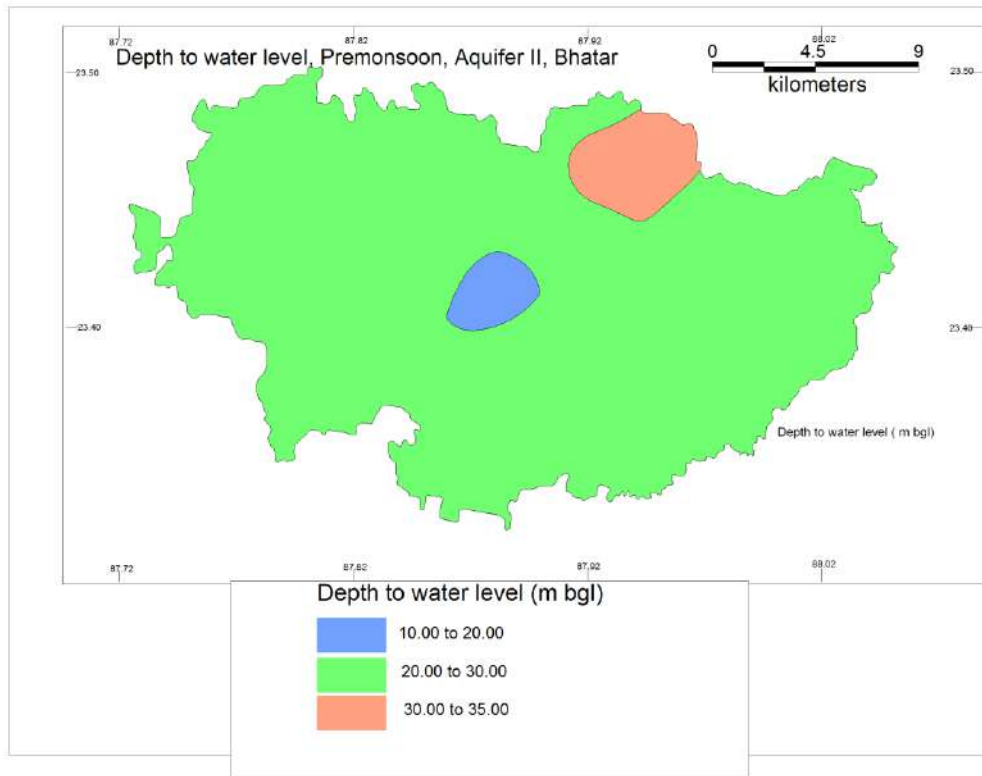 87.72 87.82 87.92 88.02
Depth to water level, Premonsoon, Aquifer II, Bhatar
0 4.5 9
kilometers
23.50 23.50
23.40 23.40
Depth to water level ( m bgl)
87.72 87.82 87.92 88.02
Depth to water level (m bgl)
10.00 to 20.00
20.00 to 30.00
30.00 to 35.00